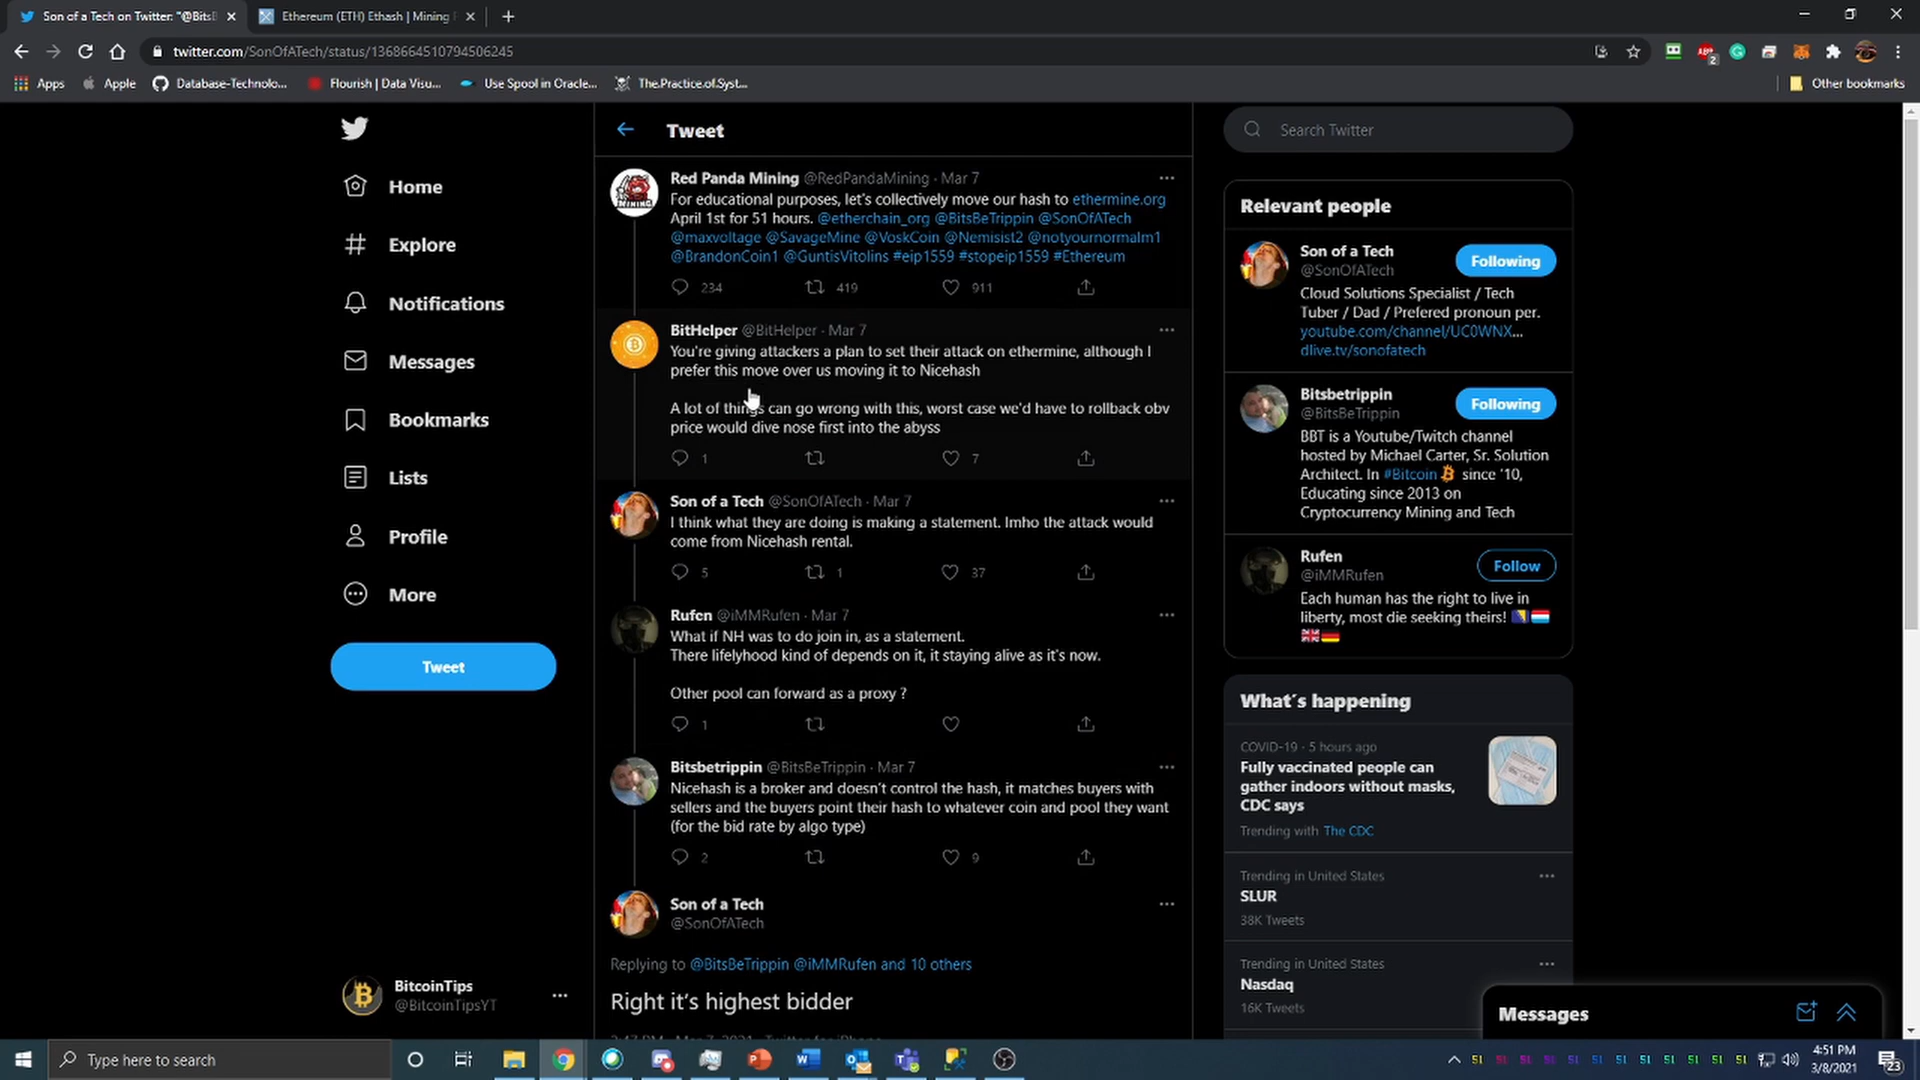 Son of a Tech on Twitter: "@BitsB
Ethereum (ETH) Ethash | Mining
twitter.com/SonOfATech/status/1368664510794506245
ABP
2
Apps
Apple
Database-Technolo...
Flourish | Data Visu...
Use Spool in Oracle...
The.Practice.of.Syst...
Other bookmarks
Home
Explore
Notifications
Messages
Bookmarks
Lists
Profile
More
Tweet
BitcoinTips
@BitcoinTipsYT
Tweet
Red Panda Mining @RedPandaMining · Mar 7
For educational purposes, let's collectively move our hash to ethermine.org
April 1st for 51 hours. @etherchain_org @BitsBeTrippin @SonOfATech
@maxvoltage @SavageMine @VoskCoin @Nemisist2 @notyournormalm1
@BrandonCoin1 @GuntisVitolins #eip1559 #stopeip1559 #Ethereum
234 419 911
BitHelper @BitHelper · Mar 7
You're giving attackers a plan to set their attack on ethermine, although I
prefer this move over us moving it to Nicehash
A lot of things can go wrong with this, worst case we'd have to rollback obv
price would dive nose first into the abyss
1 7
Son of a Tech @SonOfATech · Mar 7
I think what they are doing is making a statement. Imho the attack would
come from Nicehash rental.
5 1 37
Rufen @iMMRufen · Mar 7
What if NH was to do join in, as a statement.
There lifelyhood kind of depends on it, it staying alive as it's now.
Other pool can forward as a proxy ?
1
Bitsbetrippin @BitsBeTrippin · Mar 7
Nicehash is a broker and doesn't control the hash, it matches buyers with
sellers and the buyers point their hash to whatever coin and pool they want
(for the bid rate by algo type)
2 9
Son of a Tech
@SonOfATech
Replying to @BitsBeTrippin @iMMRufen and 10 others
Right it's highest bidder
Search Twitter
Relevant people
Son of a Tech
@SonOfATech
Following
Cloud Solutions Specialist / Tech
Tuber / Dad / Prefered pronoun per.
youtube.com/channel/UC0WNX...
dlive.tv/sonofatech
Bitsbetrippin
@BitsBeTrippin
Following
BBT is a Youtube/Twitch channel
hosted by Michael Carter, Sr. Solution
Architect. In #Bitcoin since '10,
Educating since 2013 on
Cryptocurrency Mining and Tech
Rufen
@iMMRufen
Follow
Each human has the right to live in
liberty, most die seeking theirs!
What's happening
COVID-19 · 5 hours ago
Fully vaccinated people can
gather indoors without masks,
CDC says
Trending with The CDC
Trending in United States
SLUR
38K Tweets
Trending in United States
Nasdaq
16K Tweets
Messages
Type here to search
51 51 51 51 51 51 51 51 51 51 51 51
4:51 PM
3/8/2021
23